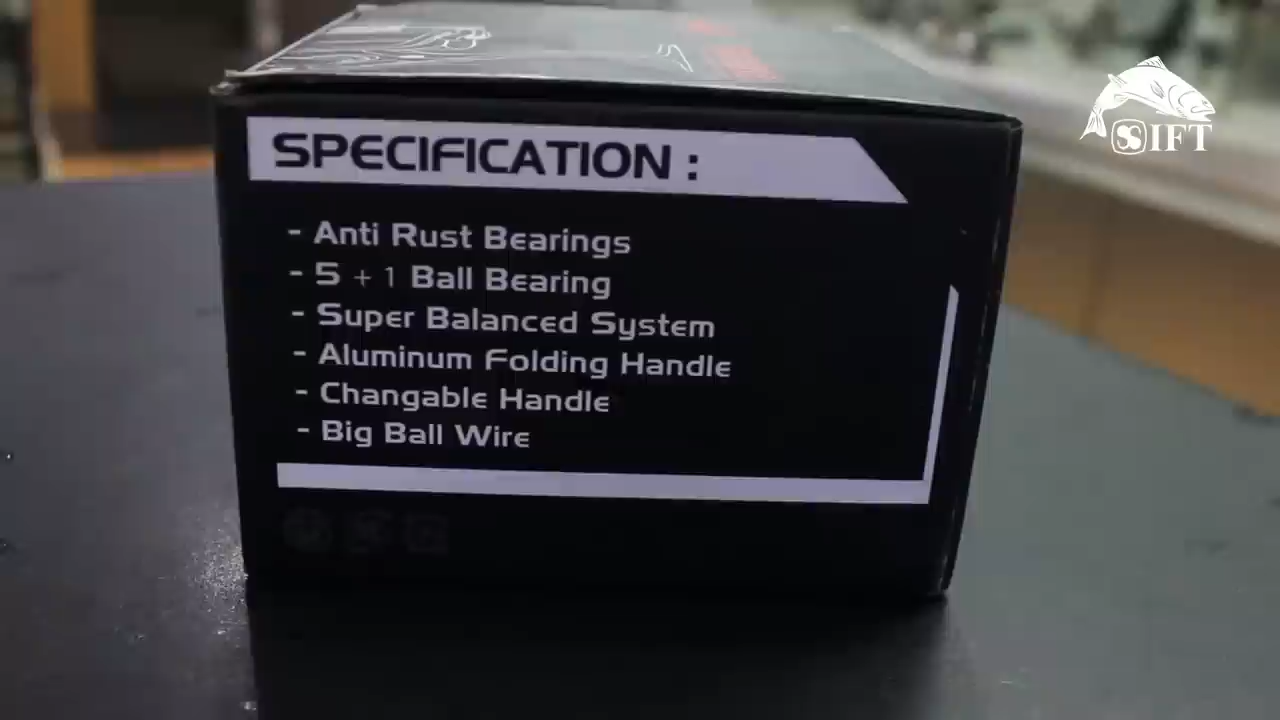 SPECIFICATION :
- Anti Rust Bearings
- 5 + 1 Ball Bearing
- Super Balanced System
- Aluminum Folding Handle
- Changable Handle
- Big Ball Wire
SIFT